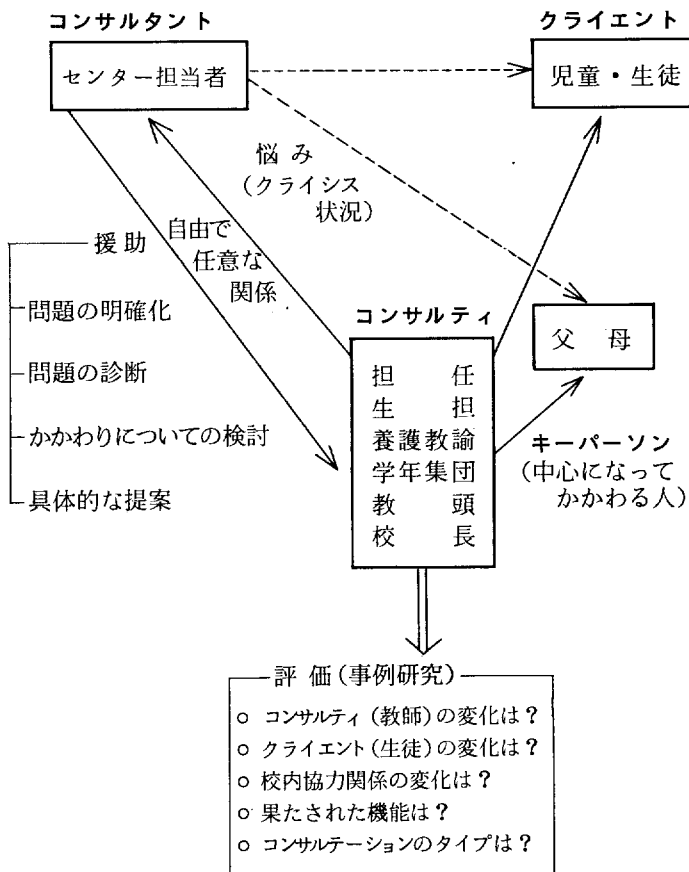 コンサルタント
センター担当者
クライエント
児童・生徒
悩み
(クライシス
状況)
自由で
任意な
関係
援助
問題の明確化
問題の診断
かかわりについての検討
具体的な提案
コンサルティ
担任
生担
養護教諭
学年集団
教頭
校長
父母
キーパーソン
(中心になって
かかわる人)
評価(事例研究)
○ コンサルティ(教師)の変化は?
○ クライエント(生徒)の変化は?
○ 校内協力関係の変化は?
○ 果たされた機能は?
○ コンサルテーションのタイプは?